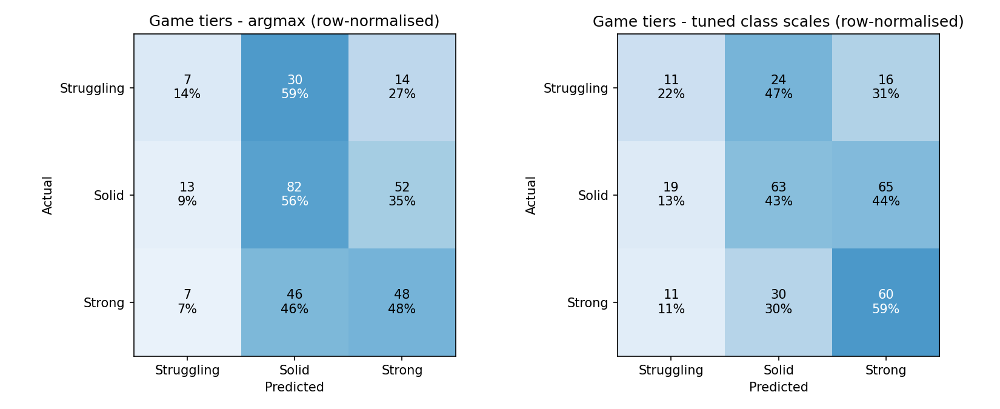 Game tiers - argmax (row-normalised)
Actual
Struggling
7
14%
30
59%
14
27%
Solid
13
9%
82
56%
52
35%
Strong
7
7%
46
46%
48
48%
Struggling
Solid
Strong
Predicted
Game tiers - tuned class scales (row-normalised)
Actual
Struggling
11
22%
24
47%
16
31%
Solid
19
13%
63
43%
65
44%
Strong
11
11%
30
30%
60
59%
Struggling
Solid
Strong
Predicted